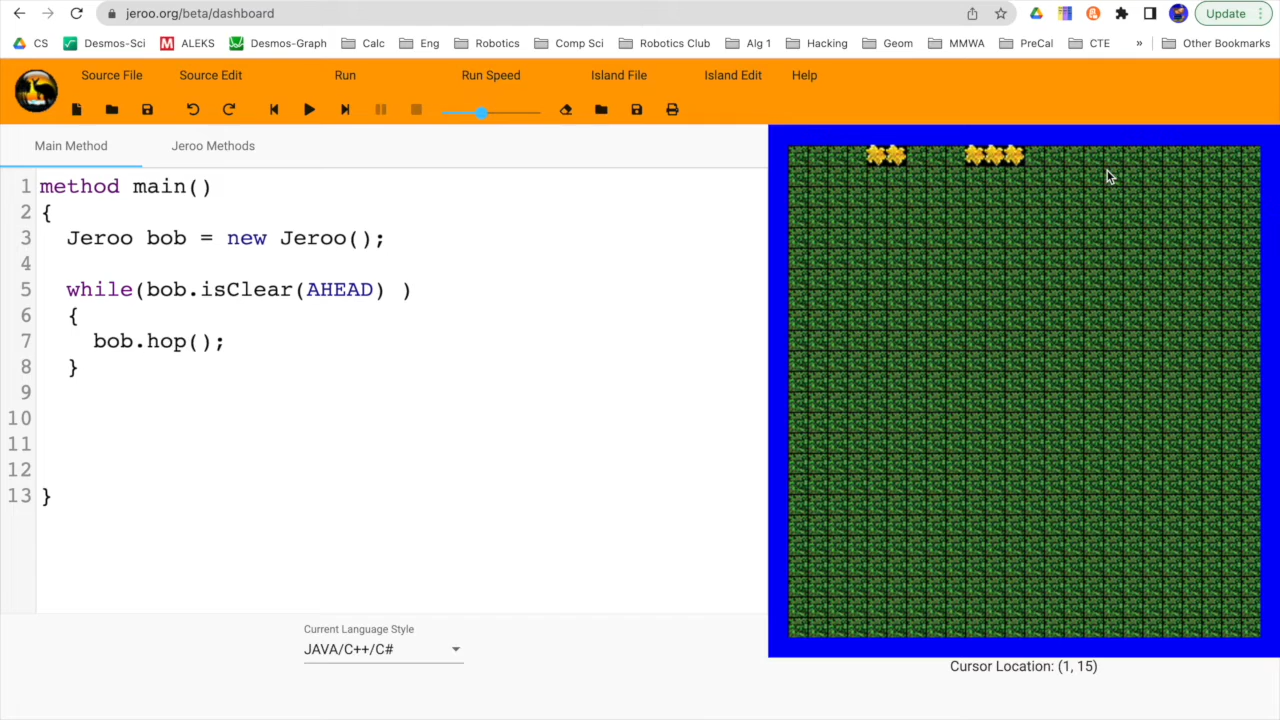 jeroo.org/beta/dashboard
Update
CS Desmos-Sci ALEKS Desmos-Graph Calc Eng Robotics Comp Sci Robotics Club Alg 1 Hacking Geom MMWA PreCal CTE » Other Bookmarks
Source File Source Edit Run Run Speed Island File Island Edit Help
Main Method Jeroo Methods
1 method main()
2 {
3 Jeroo bob = new Jeroo();
4
5 while(bob.isClear(AHEAD) )
6 {
7 bob.hop();
8 }
9
10
11
12
13 }
Current Language Style
JAVA/C++/C#
Cursor Location: (1, 15)